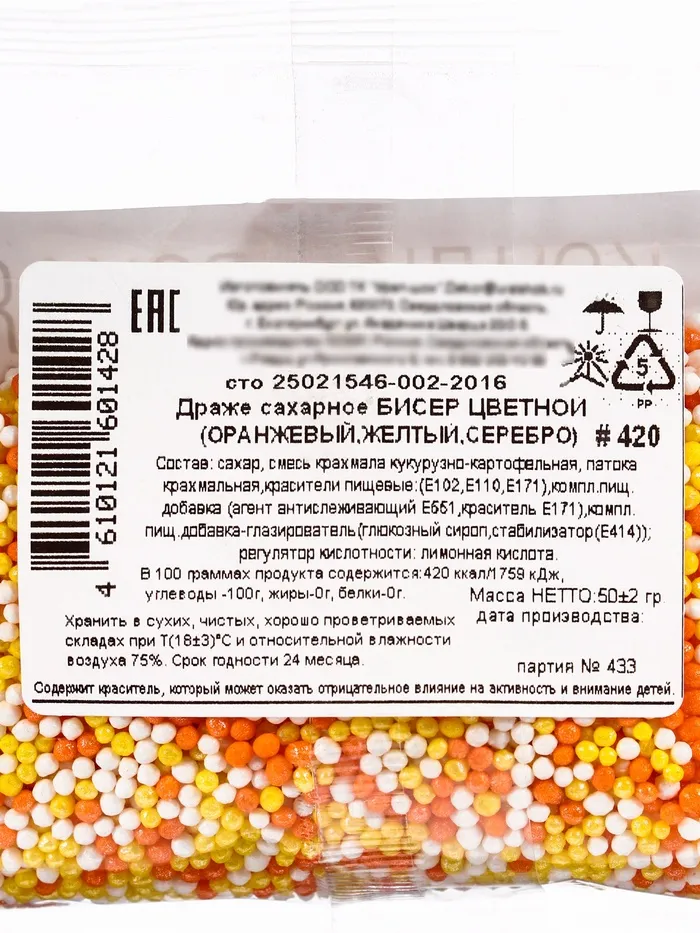 EAC
сто 25021546-002-2016
Драже сахарное БИСЕР ЦВЕТНОЙ
(ОРАНЖЕВЫЙ,ЖЕЛТЫЙ,СЕРЕБРО) # 420
Состав: сахар, смесь крахмала кукурузно-картофельная, патока
крахмальная,красители пищевые:(Е102,Е110,Е171),компл.пищ.
добавка (агент антислеживающий Е551,краситель Е171),компл.
пищ.добавка-глазирователь(глюкозный сироп,стабилизатор(Е414));
регулятор кислотности: лимонная кислота.
В 100 граммах продукта содержится:420 ккал/1759 кДж,
углеводы -100г, жиры-0г, белки-0г.
Масса НЕТТО:50±2 гр.
дата производства:
Хранить в сухих, чистых, хорошо проветриваемых
складах при Т(18±3)°С и относительной влажности
воздуха 75%. Срок годности 24 месяца.
партия № 433
Содержит краситель, который может оказать отрицательное влияние на активность и внимание детей.
4 610121 601428
5
PP